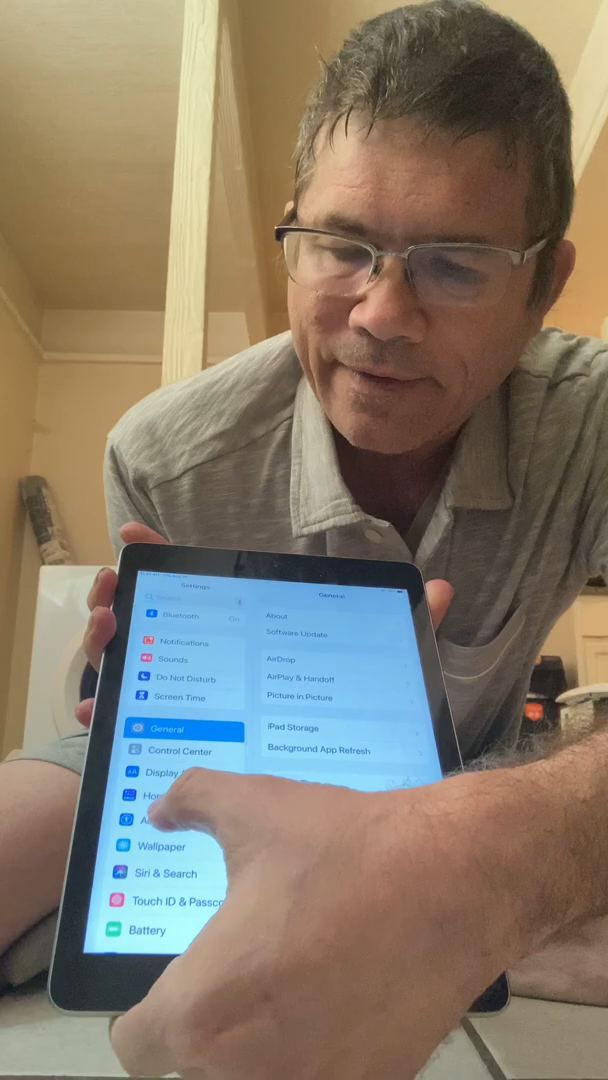 Settings
General
Search
Bluetooth On
Notifications
Sounds
Do Not Disturb
Screen Time
General
Control Center
Display
Wallpaper
Siri & Search
Touch ID & Passco
Battery
About
Software Update
AirDrop
AirPlay & Handoff
Picture in Picture
iPad Storage
Background App Refresh